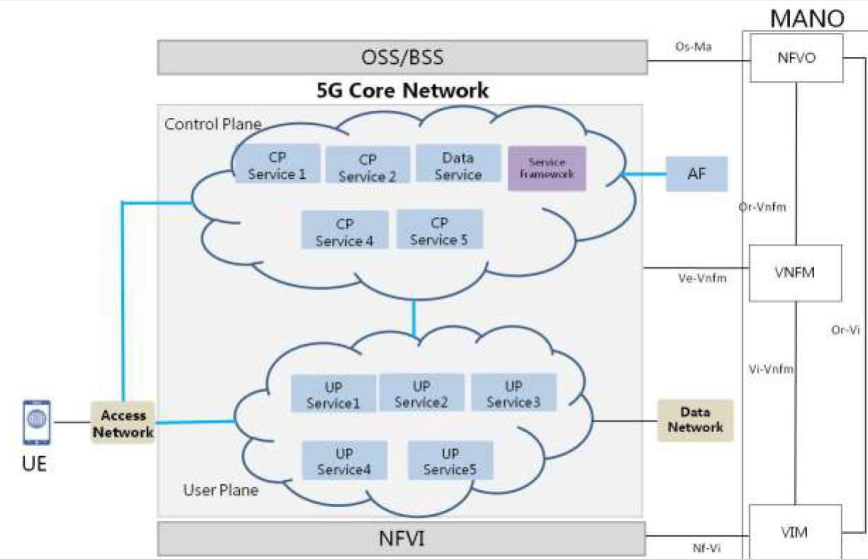 MANO
OSS/BSS
Os-Ma
NFVO
5G Core Network
Control Plane
CP
Service 1
CP
Service 2
Data
Service
Service
Framework
AF
CP
Service 4
CP
Service 5
Or-Vnfm
Ve-Vnfm
VNFM
Or-Vi
Vi-Vnfm
UP
Service1
UP
Service2
UP
Service3
Access
Network
Data
Network
UE
UP
Service4
UP
Service5
User Plane
NFVI
Nf-Vi
VIM